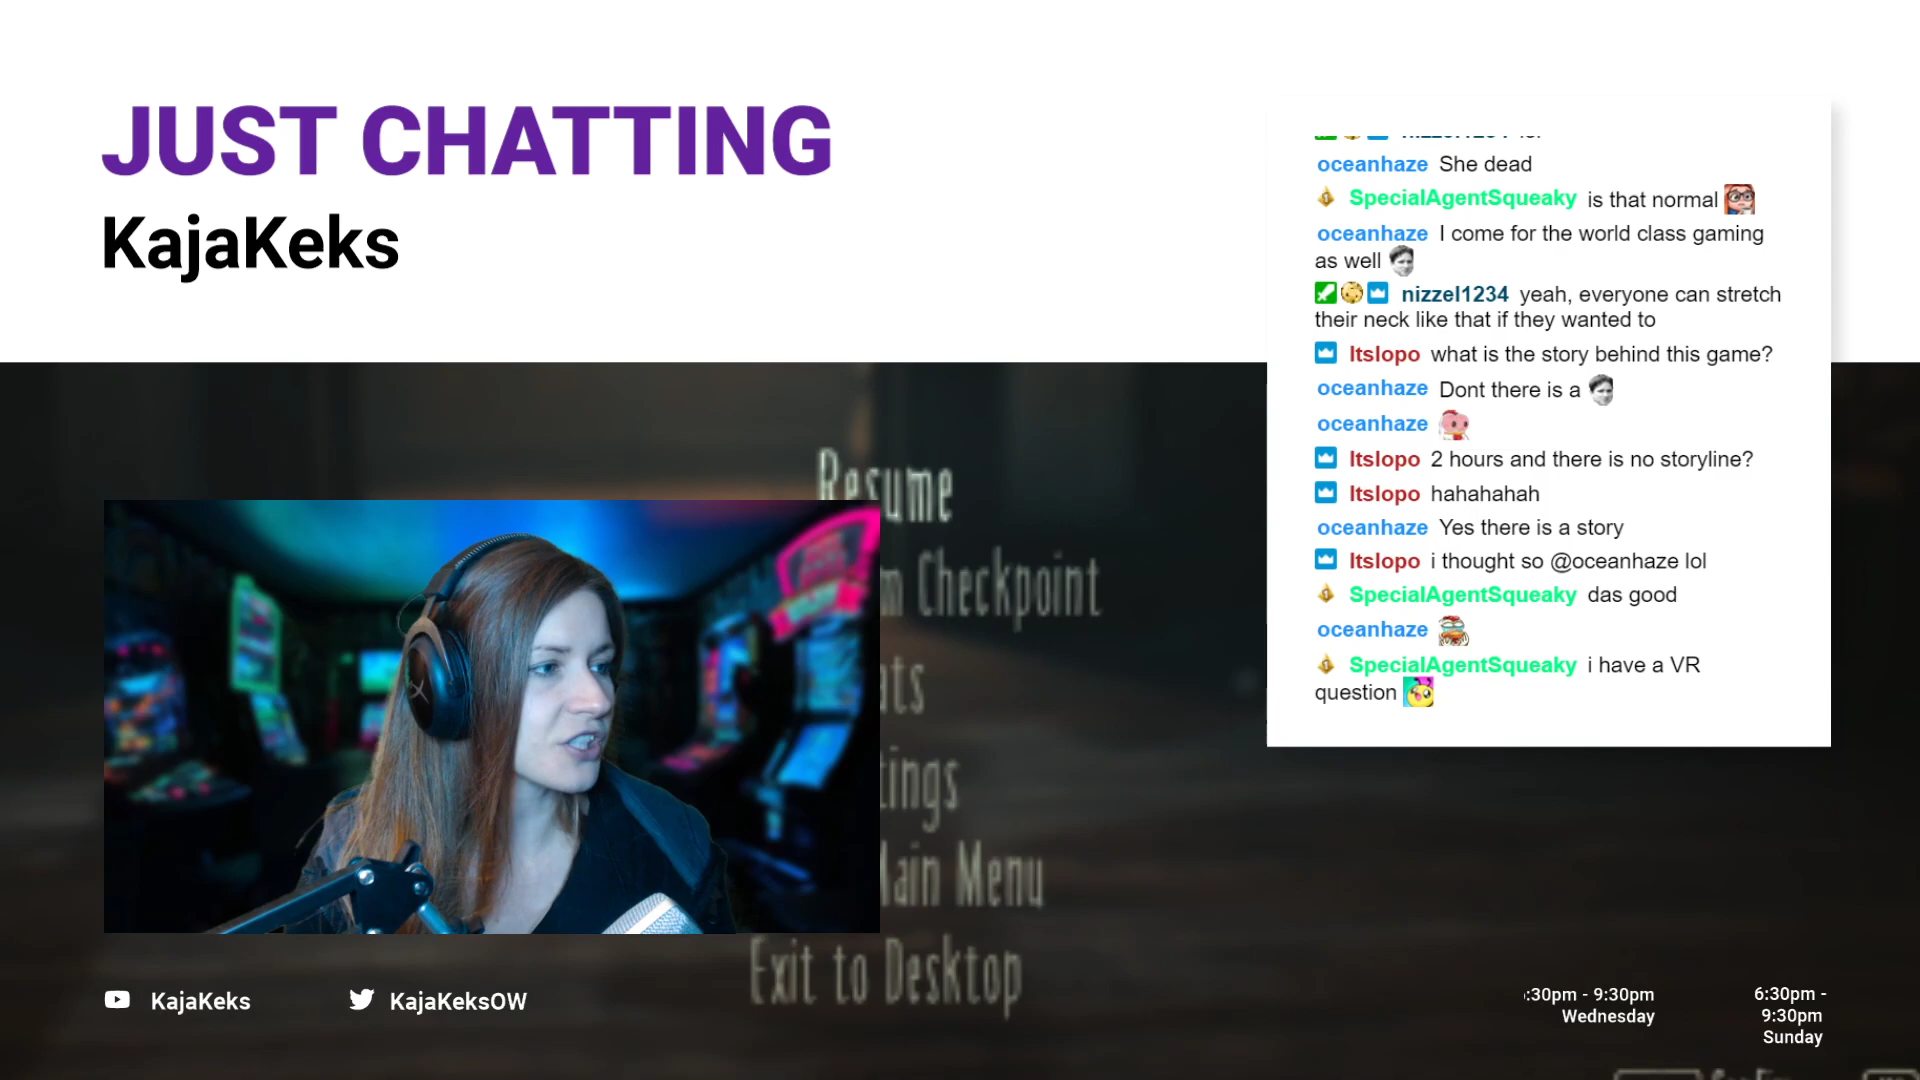 JUST CHATTING
KajaKeks
oceanhaze She dead
SpecialAgentSqueaky is that normal
oceanhaze I come for the world class gaming
as well
nizzel1234 yeah, everyone can stretch
their neck like that if they wanted to
Itslopo what is the story behind this game?
oceanhaze Dont there is a
oceanhaze
Itslopo 2 hours and there is no storyline?
Itslopo hahahahah
oceanhaze Yes there is a story
Itslopo i thought so @oceanhaze lol
SpecialAgentSqueaky das good
oceanhaze
SpecialAgentSqueaky i have a VR
question
Resume
Checkpoint
Menu
Exit to Desktop
KajaKeks
KajaKeksOW
:30pm - 9:30pm
Wednesday
6:30pm -
9:30pm
Sunday